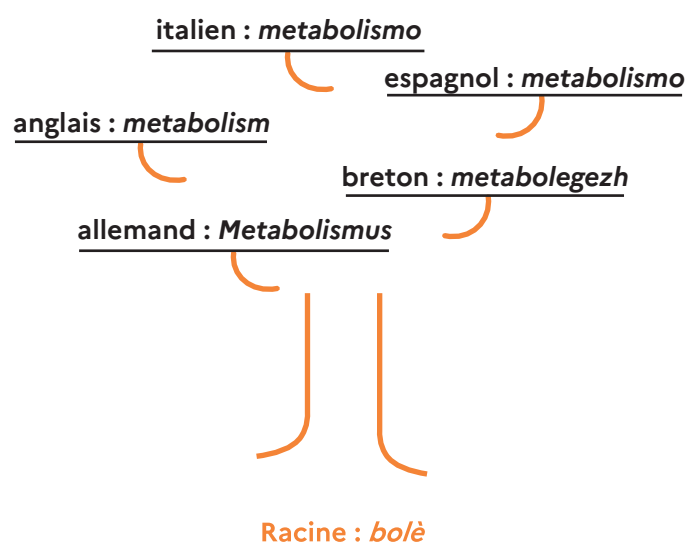 italien : metabolismo
espagnol : metabolismo
anglais : metabolism
breton : metabolegezh
allemand : Metabolismus
Racine : bolè